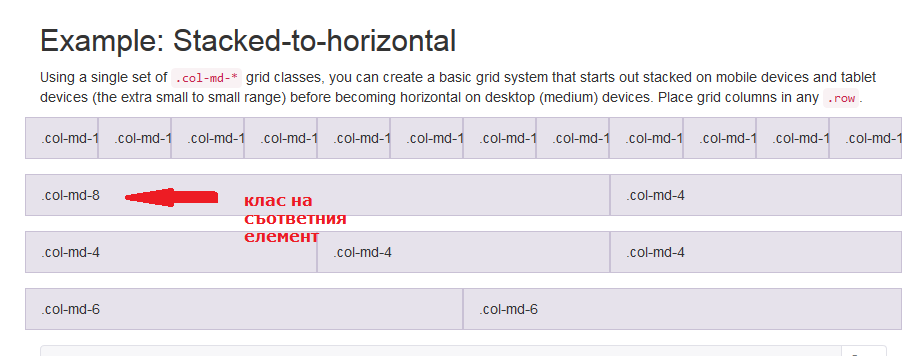 Example: Stacked-to-horizontal
Using a single set of .col-md-* grid classes, you can create a basic grid system that starts out stacked on mobile devices and tablet
devices (the extra small to small range) before becoming horizontal on desktop (medium) devices. Place grid columns in any .row.
.col-md-1 .col-md-1 .col-md-1 .col-md-1 .col-md-1 .col-md-1 .col-md-1 .col-md-1 .col-md-1 .col-md-1 .col-md-1 .col-md-1
.col-md-8 .col-md-4
клас на
съответния
елемент
.col-md-4 .col-md-4 .col-md-4
.col-md-6 .col-md-6